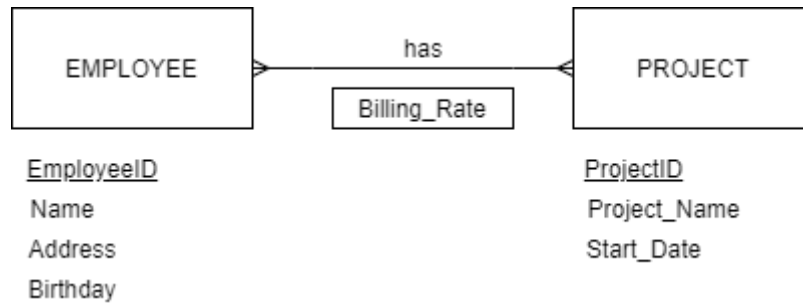 EMPLOYEE
has
PROJECT
Billing_Rate
EmployeeID
Name
Address
Birthday
ProjectID
Project_Name
Start_Date